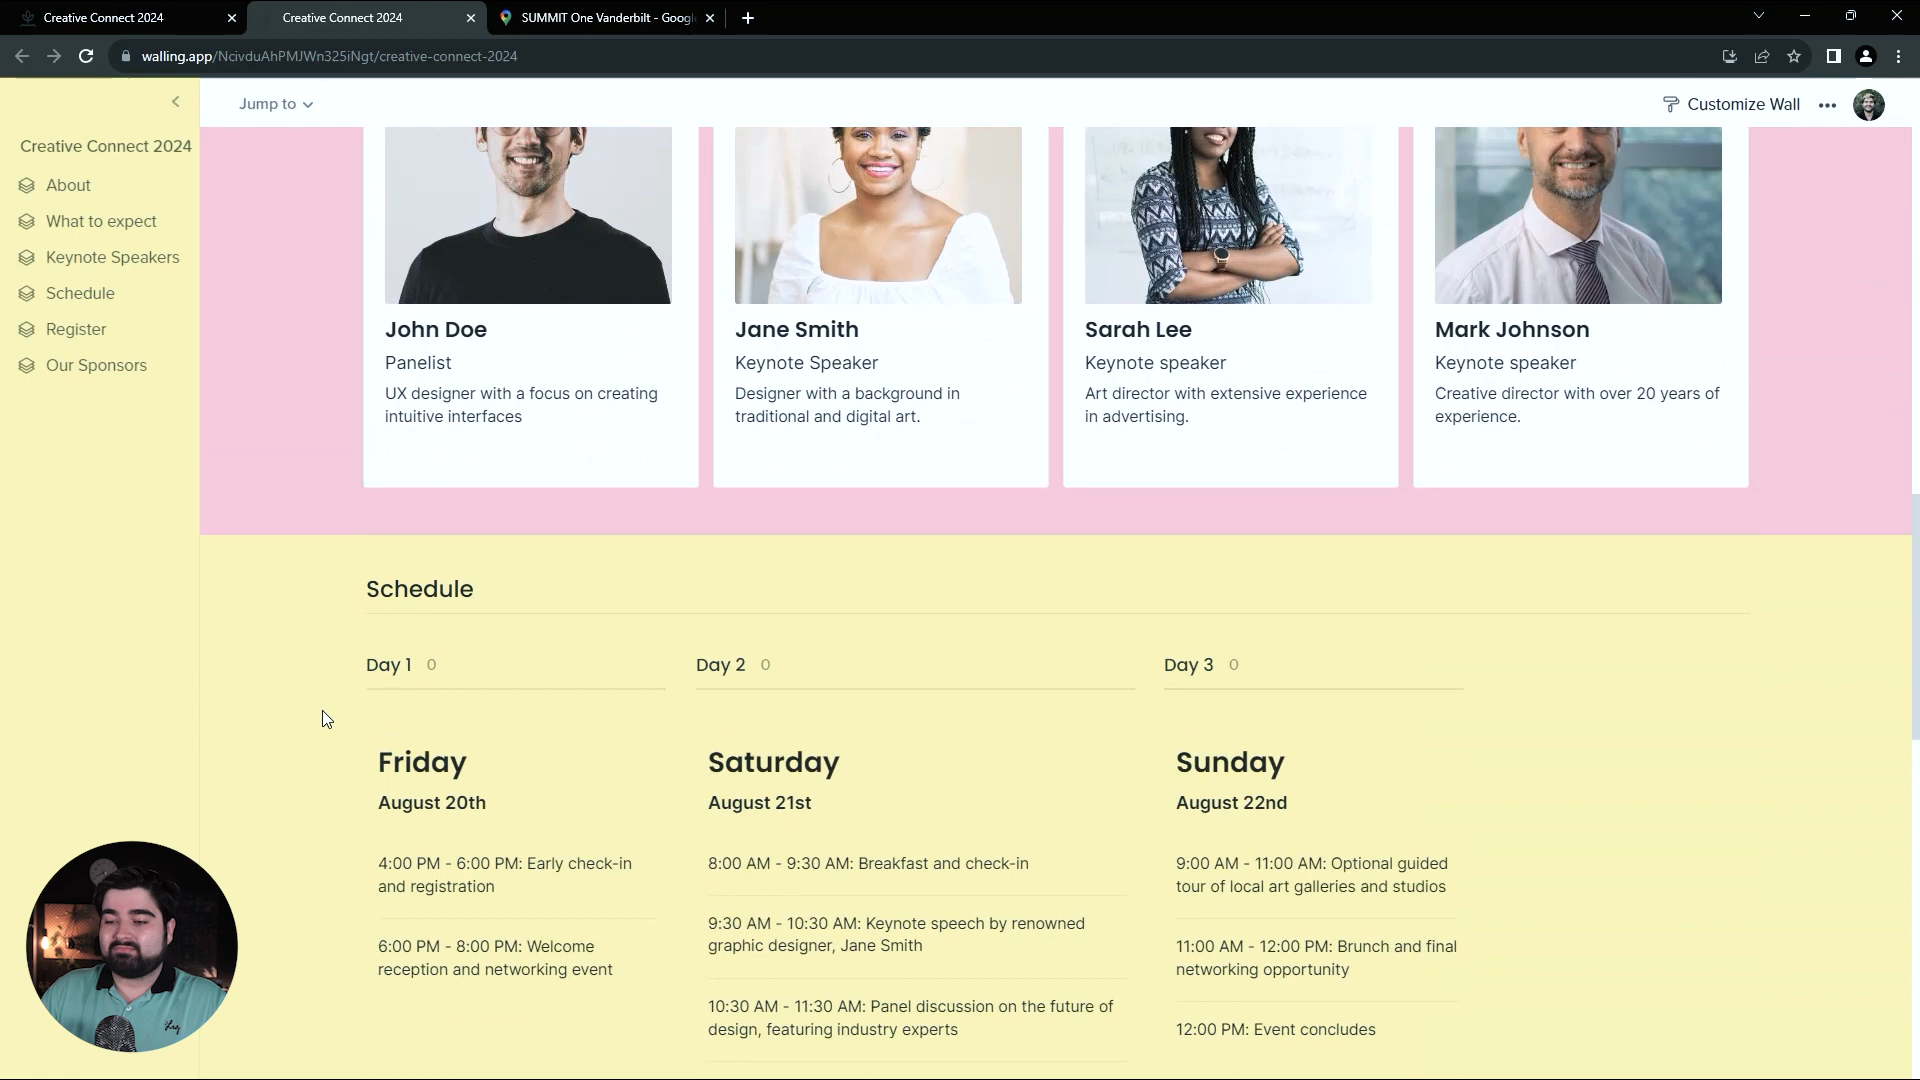 Creative Connect 2024
Creative Connect 2024
SUMMIT One Vanderbilt - Googl
walling.app/NcivduAhPMJWn325iNgt/creative-connect-2024
Jump to
Customize Wall
Creative Connect 2024
About
What to expect
Keynote Speakers
Schedule
Register
Our Sponsors
John Doe
Panelist
UX designer with a focus on creating
intuitive interfaces
Jane Smith
Keynote Speaker
Designer with a background in
traditional and digital art.
Sarah Lee
Keynote speaker
Art director with extensive experience
in advertising.
Mark Johnson
Keynote speaker
Creative director with over 20 years of
experience.
Schedule
Day 1 0
Friday
August 20th
4:00 PM - 6:00 PM: Early check-in
and registration
6:00 PM - 8:00 PM: Welcome
reception and networking event
Day 2 0
Saturday
August 21st
8:00 AM - 9:30 AM: Breakfast and check-in
9:30 AM - 10:30 AM: Keynote speech by renowned
graphic designer, Jane Smith
10:30 AM - 11:30 AM: Panel discussion on the future of
design, featuring industry experts
Day 3 0
Sunday
August 22nd
9:00 AM - 11:00 AM: Optional guided
tour of local art galleries and studios
11:00 AM - 12:00 PM: Brunch and final
networking opportunity
12:00 PM: Event concludes